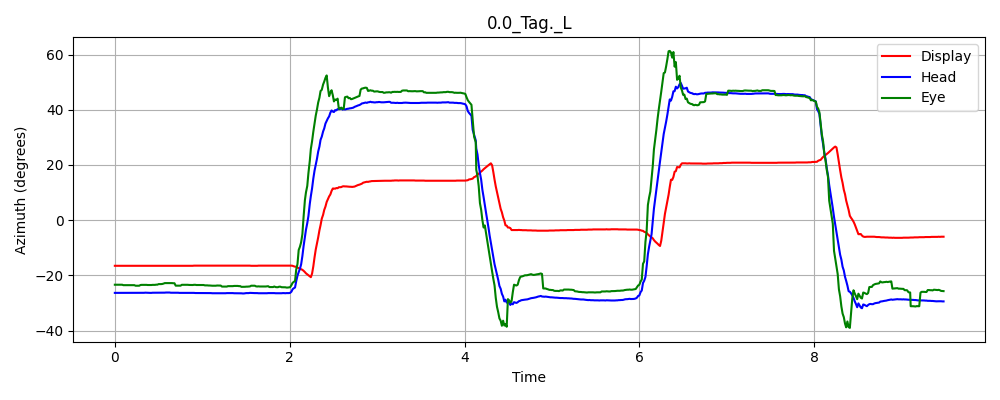 0.0_Tag._L
Azimuth (degrees)
60
40
20
0
−20
−40
Display
Head
Eye
0 2 4 6 8
Time